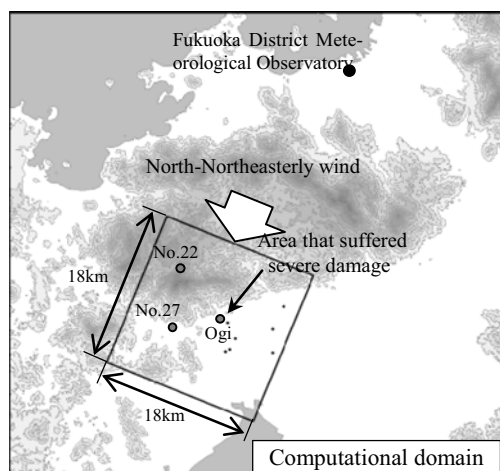 Fukuoka District Mete-
orological Observatory
North-Northeasterly wind
Area that suffered
severe damage
No.22
18km
No.27
Ogi
18km
Computational domain